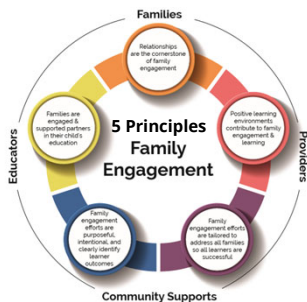 Families
Relationships
are the cornerstone
of family
engagement
Families are
engaged &
supported partners
in their child's
education
5 Principles
Family
Engagement
Positive learning
environments
contribute to family
engagement &
learning
Educators
Providers
Family
engagement
efforts are
purposeful,
intentional, and
clearly identify
learner
outcomes
Family
engagement efforts
are tailored to
address all families
so all learners are
successful
Community Supports